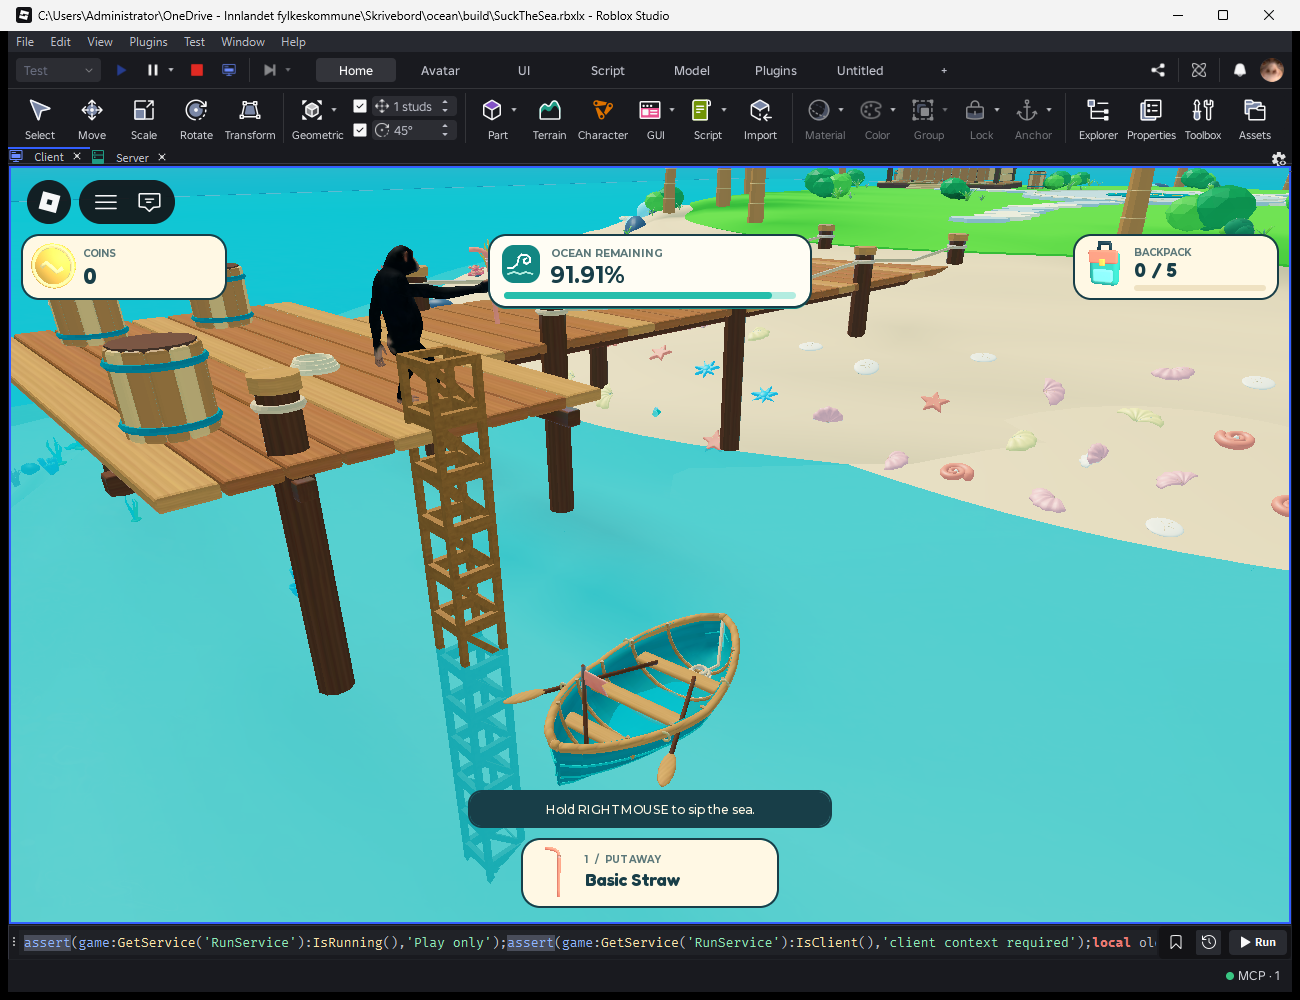 C:\Users\Administrator\OneDrive - Innlandet fylkeskommune\Skrivebord\ocean\build\SuckTheSea.rbxlx - Roblox Studio
File Edit View Plugins Test Window Help
Test Home Avatar UI Script Model Plugins Untitled +
1 studs
45°
Select Move Scale Rotate Transform Geometric Part Terrain Character GUI Script Import Material Color Group Lock Anchor Explorer Properties Toolbox Assets
Client Server
COINS
0
OCEAN REMAINING
91.91%
BACKPACK
0 / 5
Hold RIGHT MOUSE to sip the sea.
1 / PUT AWAY
Basic Straw
assert(game:GetService('RunService'):IsRunning(),'Play only');assert(game:GetService('RunService'):IsClient(),'client context required');local Run
MCP · 1